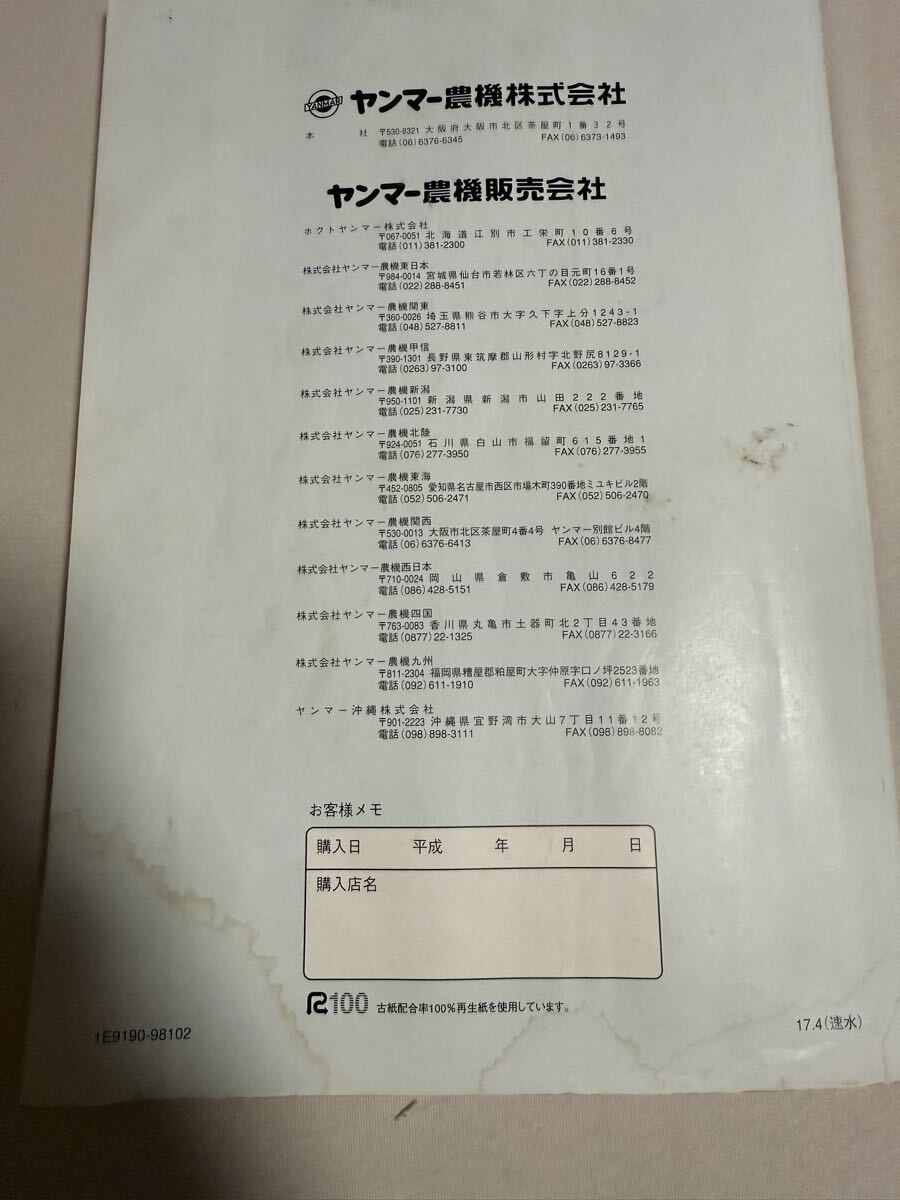 YANMAR ヤンマー農機株式会社
本社 〒530-8321 大阪府大阪市北区茶屋町1番32号
電話(06)6376-6345 FAX(06)6373-1493
ヤンマー農機販売会社
ホクトヤンマー株式会社
〒067-0051 北海道江別市工栄町10番6号
電話(011)381-2300 FAX(011)381-2330
株式会社ヤンマー農機東日本
〒984-0014 宮城県仙台市若林区六丁の目元町16番1号
電話(022)288-8451 FAX(022)288-8452
株式会社ヤンマー農機関東
〒360-0026 埼玉県熊谷市大字久下字上分1243-1
電話(048)527-8811 FAX(048)527-8823
株式会社ヤンマー農機甲信
〒390-1301 長野県東筑摩郡山形村字北野尻8129-1
電話(0263)97-3100 FAX(0263)97-3366
株式会社ヤンマー農機新潟
〒950-1101 新潟県新潟市山田222番地
電話(025)231-7730 FAX(025)231-7765
株式会社ヤンマー農機北陸
〒924-0051 石川県白山市福留町615番地1
電話(076)277-3950 FAX(076)277-3955
株式会社ヤンマー農機東海
〒452-0805 愛知県名古屋市西区市場木町390番地ミユキビル2階
電話(052)506-2471 FAX(052)506-2470
株式会社ヤンマー農機関西
〒530-0013 大阪市北区茶屋町4番4号 ヤンマー別館ビル4階
電話(06)6376-6413 FAX(06)6376-8477
株式会社ヤンマー農機西日本
〒710-0024 岡山県倉敷市亀山622
電話(086)428-5151 FAX(086)428-5179
株式会社ヤンマー農機四国
〒763-0083 香川県丸亀市土器町北2丁目43番地
電話(0877)22-1325 FAX(0877)22-3166
株式会社ヤンマー農機九州
〒811-2304 福岡県糟屋郡粕屋町大字仲原字口ノ坪2523番地
電話(092)611-1910 FAX(092)611-1963
ヤンマー沖縄株式会社
〒901-2223 沖縄県宜野湾市大山7丁目11番12号
電話(098)898-3111 FAX(098)898-8082
お客様メモ
購入日 平成 年 月 日
購入店名
R100 古紙配合率100%再生紙を使用しています。
1E9190-98102 17.4(速水)